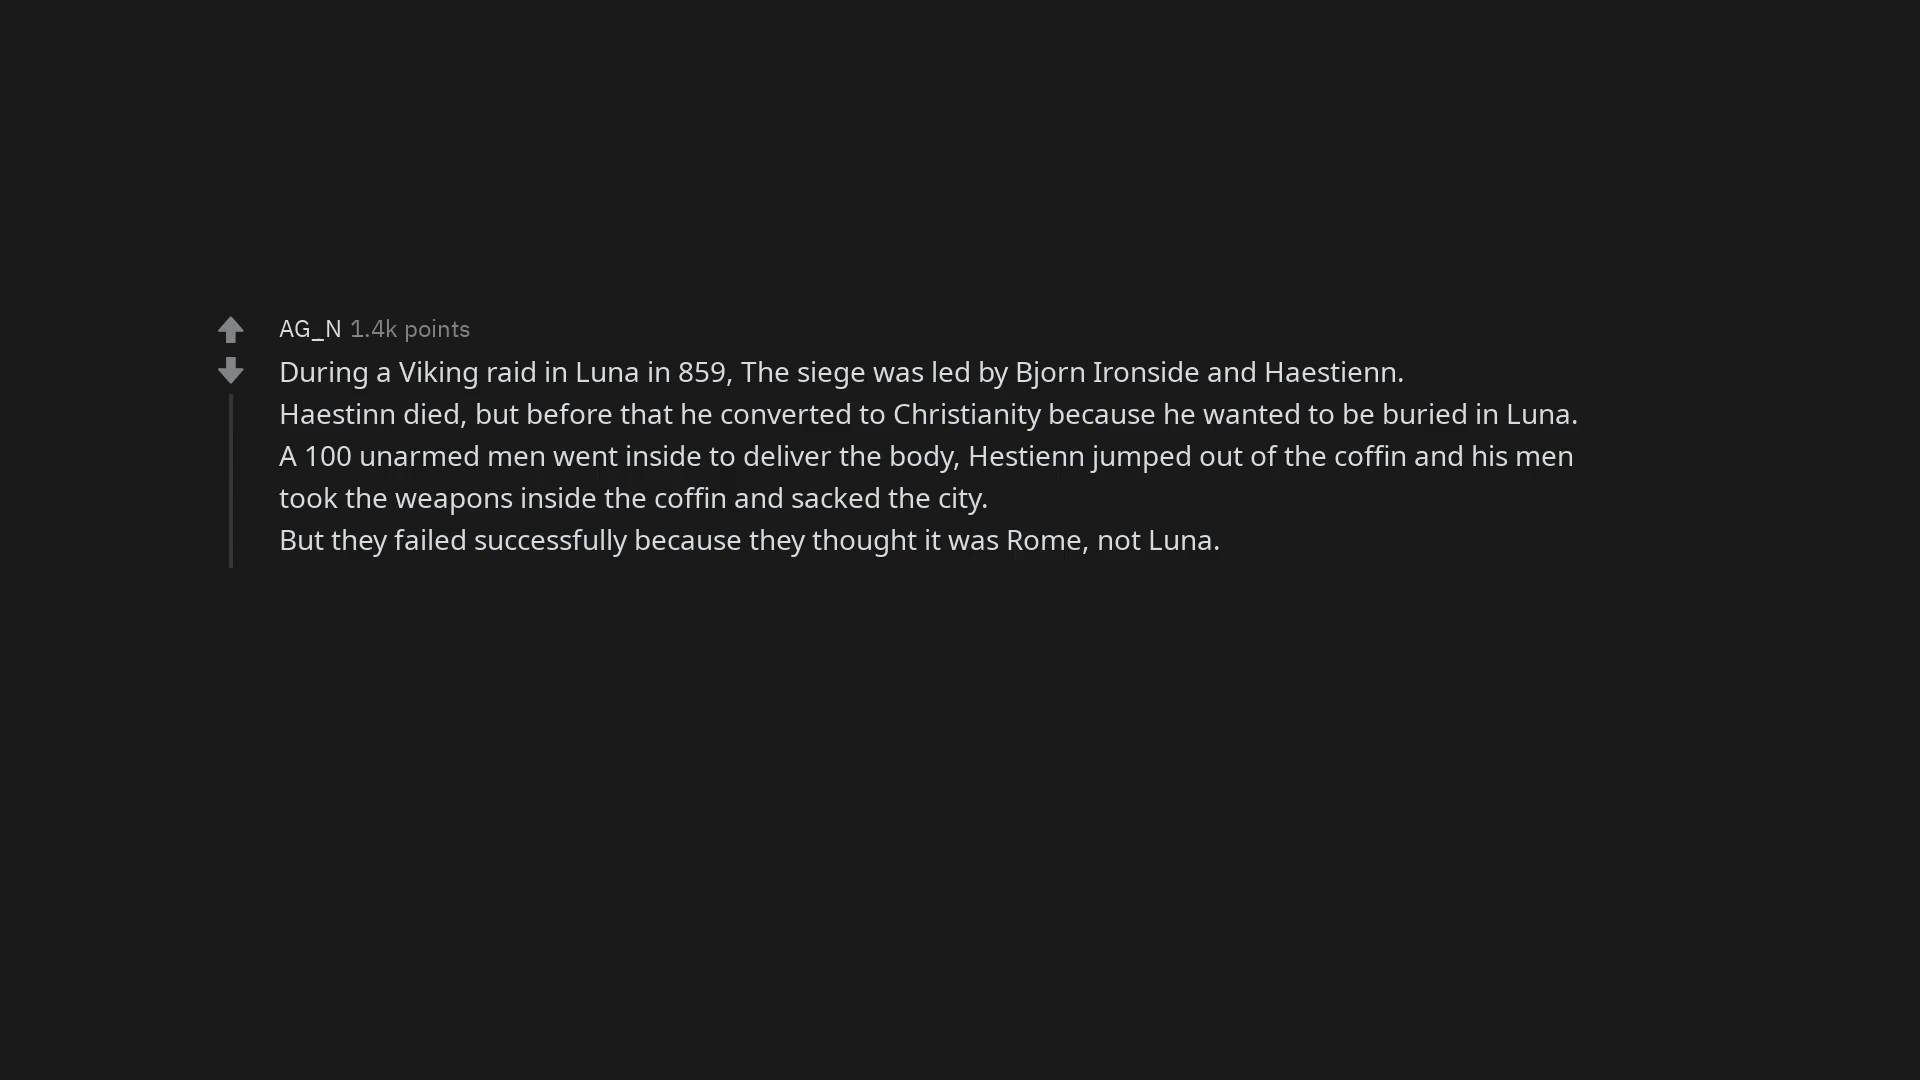 AG_N 1.4k points
During a Viking raid in Luna in 859, The siege was led by Bjorn Ironside and Haestienn.
Haestinn died, but before that he converted to Christianity because he wanted to be buried in Luna.
A 100 unarmed men went inside to deliver the body, Hestienn jumped out of the coffin and his men
took the weapons inside the coffin and sacked the city.
But they failed successfully because they thought it was Rome, not Luna.